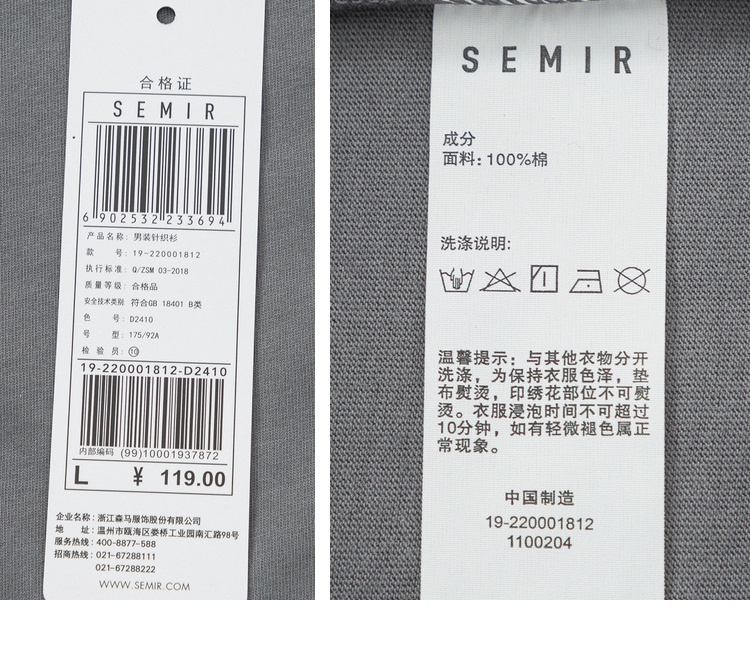 合格证
SEMIR
6 902532 233694
产品名称: 男装针织衫
款 号: 19-220001812
执行标准: Q/ZSM 03-2018
质量等级: 合格品
安全技术类别 符合GB 18401 B类
色 号: D2410
号 型: 175/92A
检 验 员: ⑩
19-220001812-D2410
内部编码 (99)10001937872
L ¥ 119.00
企业名称: 浙江森马服饰股份有限公司
地 址: 温州市瓯海区娄桥工业园南汇路98号
服务热线: 400-8877-588
招商热线: 021-67288111
021-67288222
WWW.SEMIR.COM
SEMIR
成分
面料: 100%棉
洗涤说明:
温馨提示: 与其他衣物分开
洗涤, 为保持衣服色泽, 垫
布熨烫, 印绣花部位不可熨
烫。衣服浸泡时间不可超过
10分钟, 如有轻微褪色属正
常现象。
中国制造
19-220001812
1100204